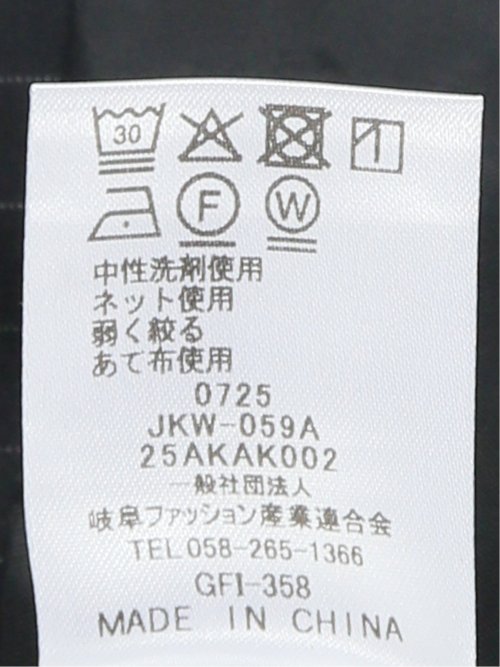 30
F W
中性洗剤使用
ネット使用
弱く絞る
あて布使用
0725
JKW-059A
25AKAK002
一般社団法人
岐阜ファッション産業連合会
TEL 058-265-1366
GFI-358
MADE IN CHINA